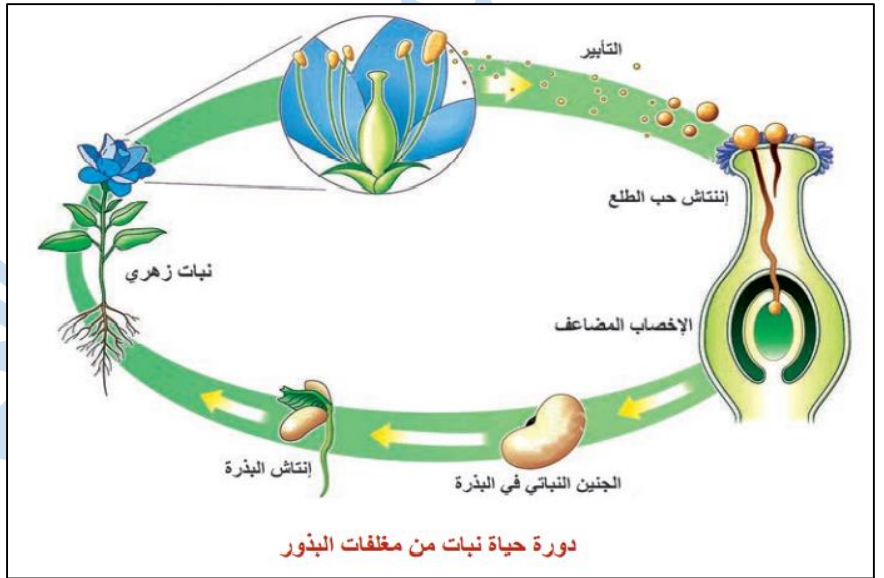 التأبير
إننتاش حب الطلع
نبات زهري
الإخصاب المضاعف
إنتاش البذرة
الجنين النباتي في البذرة
دورة حياة نبات من مغلفات البذور